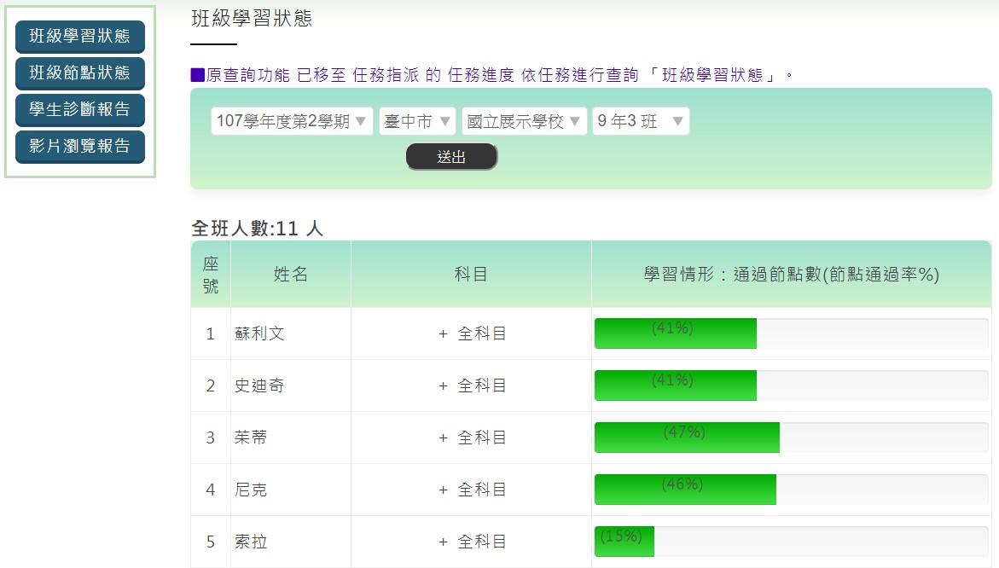 班級學習狀態
班級節點狀態
學生診斷報告
影片瀏覽報告
班級學習狀態
■原查詢功能 已移至 任務指派 的 任務進度 依任務進行查詢 「班級學習狀態」。
107學年度第2學期 臺中市 國立展示學校 9 年3 班
送出
全班人數:11 人
座號 姓名 科目 學習情形：通過節點數(節點通過率%)
1 蘇利文 + 全科目 (41%)
2 史迪奇 + 全科目 (41%)
3 茱蒂 + 全科目 (47%)
4 尼克 + 全科目 (46%)
5 索拉 + 全科目 (15%)